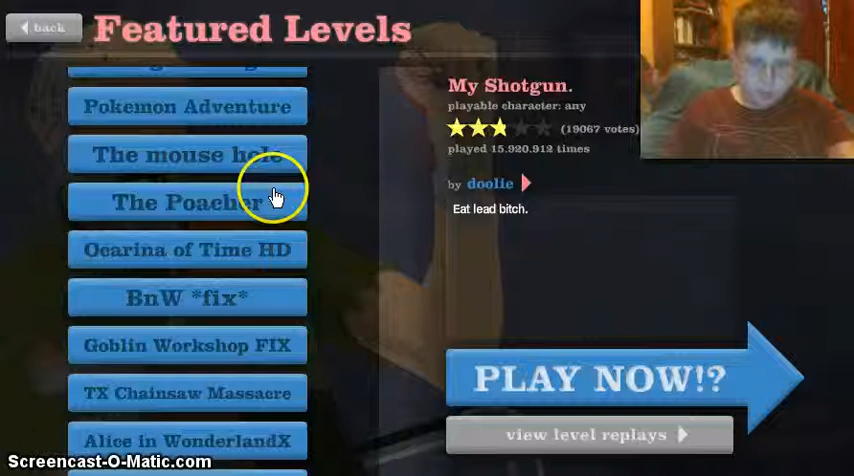 back
Featured Levels
Pokemon Adventure
The mouse hole
The Poacher
Ocarina of Time HD
BnW *fix*
Goblin Workshop FIX
TX Chainsaw Massacre
Alice in WonderlandX
My Shotgun.
playable character: any
(19067 votes)
played 15.920.912 times
by doolie
Eat lead bitch.
PLAY NOW!?
view level replays
Screencast-O-Matic.com